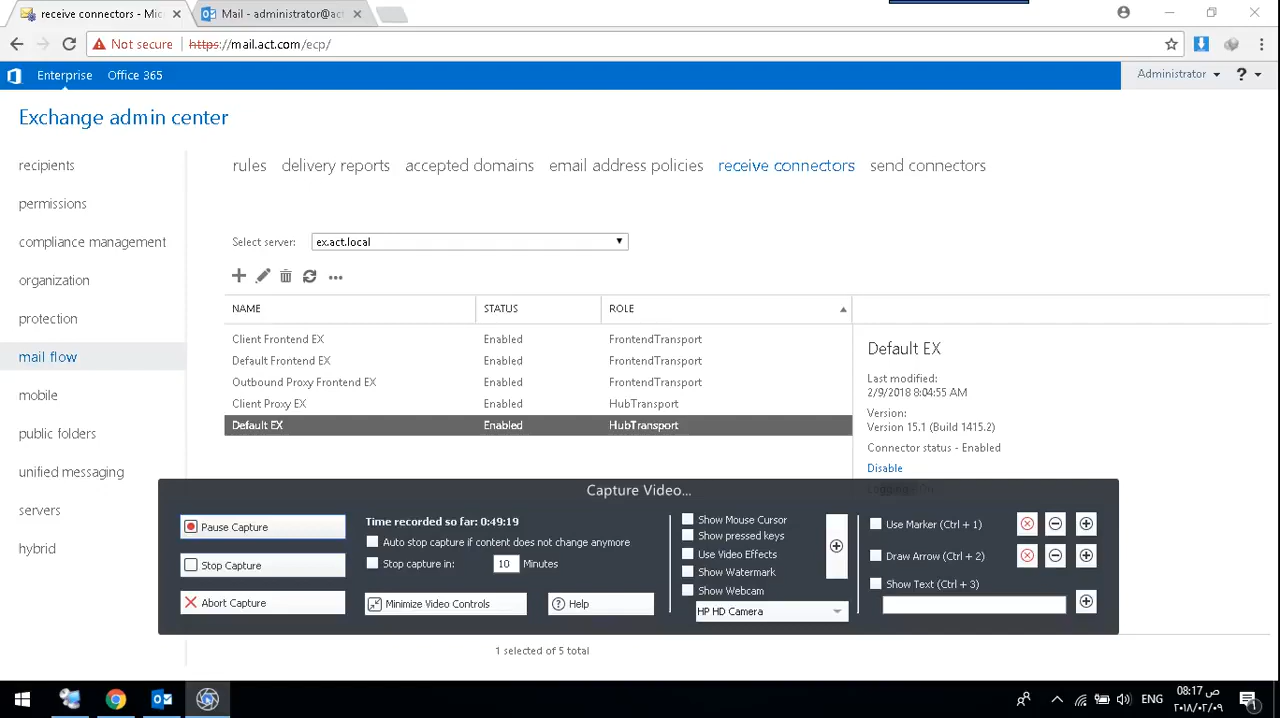 receive connectors - Mic
Mail - administrator@act
Not secure
https://mail.act.com/ecp/
Enterprise
Office 365
Administrator
?
Exchange admin center
recipients
rules
delivery reports
accepted domains
email address policies
receive connectors
send connectors
permissions
compliance management
organization
protection
mail flow
mobile
public folders
unified messaging
servers
hybrid
Select server:
ex.act.local
NAME
STATUS
ROLE
Client Frontend EX
Enabled
FrontendTransport
Default Frontend EX
Enabled
FrontendTransport
Outbound Proxy Frontend EX
Enabled
FrontendTransport
Client Proxy EX
Enabled
HubTransport
Default EX
Enabled
HubTransport
Default EX
Last modified:
2/9/2018 8:04:55 AM
Version:
Version 15.1 (Build 1415.2)
Connector status - Enabled
Disable
Capture Video...
Pause Capture
Stop Capture
Abort Capture
Time recorded so far: 0:49:19
Auto stop capture if content does not change anymore
Stop capture in:
10
Minutes
Minimize Video Controls
Help
Show Mouse Cursor
Show pressed keys
Use Video Effects
Show Watermark
Show Webcam
HP HD Camera
Use Marker (Ctrl + 1)
Draw Arrow (Ctrl + 2)
Show Text (Ctrl + 3)
1 selected of 5 total
ENG
08:17 ص
٢٠١٨/٠٢/٠٩
1